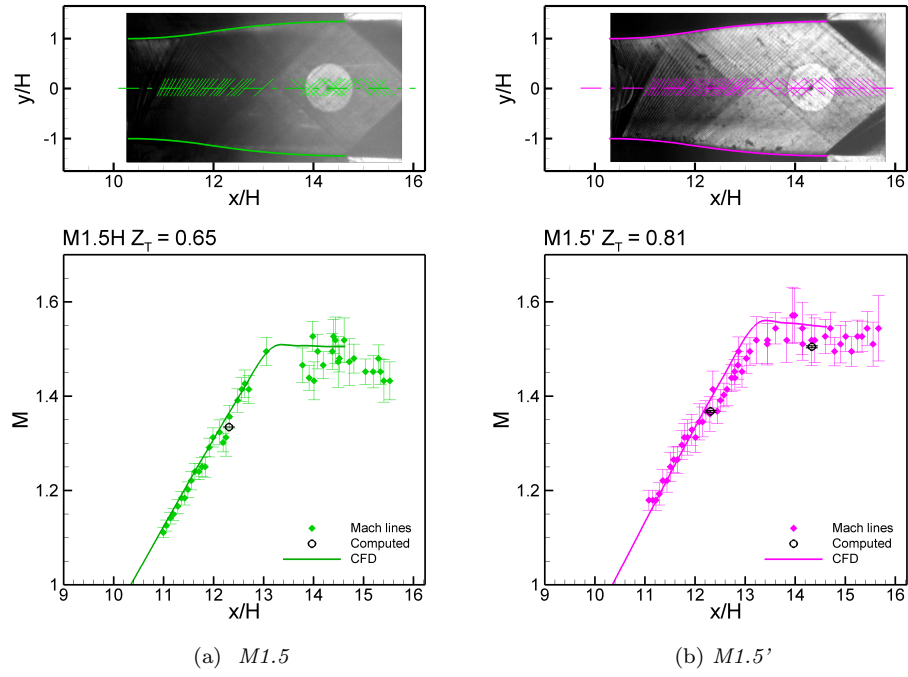 y/H
1
0
-1
10 12 14 16
x/H
y/H
1
0
-1
10 12 14 16
x/H
M1.5H Z_T = 0.65
M
1.6
1.4
1.2
1
9 10 11 12 13 14 15 16
x/H
Mach lines
Computed
CFD
M1.5' Z_T = 0.81
M
1.6
1.4
1.2
1
9 10 11 12 13 14 15 16
x/H
Mach lines
Computed
CFD
(a) M1.5
(b) M1.5’